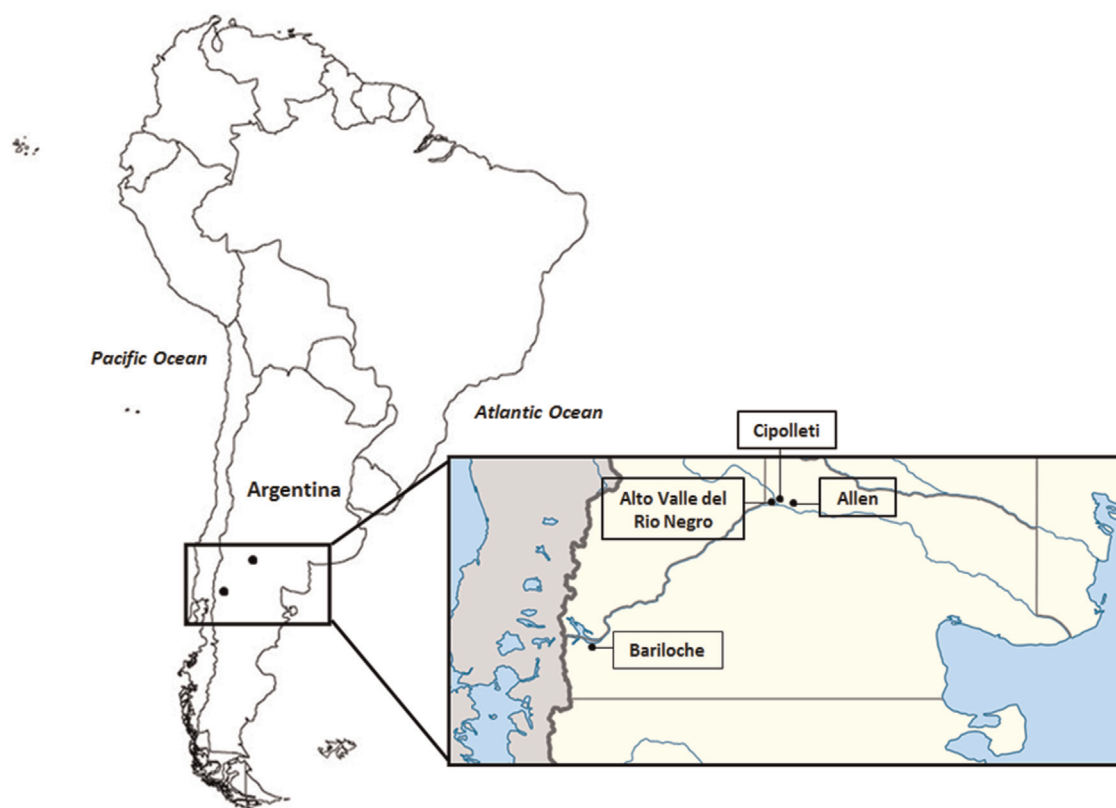 Pacific Ocean
Atlantic Ocean
Argentina
Cipolleti
Alto Valle del
Rio Negro
Allen
Bariloche